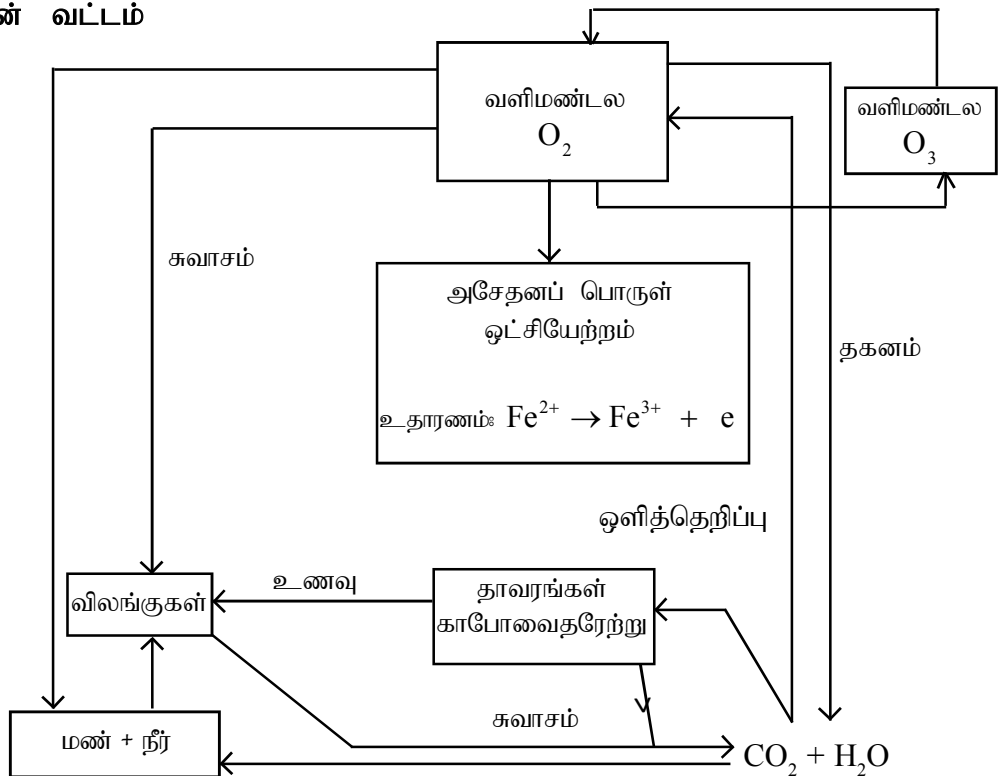 ன் வட்டம்
வளிமண்டல
O₂
வளிமண்டல
O₃
சுவாசம்
அசேதனப் பொருள்
ஒட்சியேற்றம்
உதாரணம்ஃ Fe²⁺ → Fe³⁺ + e
தகனம்
ஒளித்தெறிப்பு
விலங்குகள்
உணவு
தாவரங்கள்
காபோவைதரேற்று
சுவாசம்
மண் + நீர்
CO₂ + H₂O